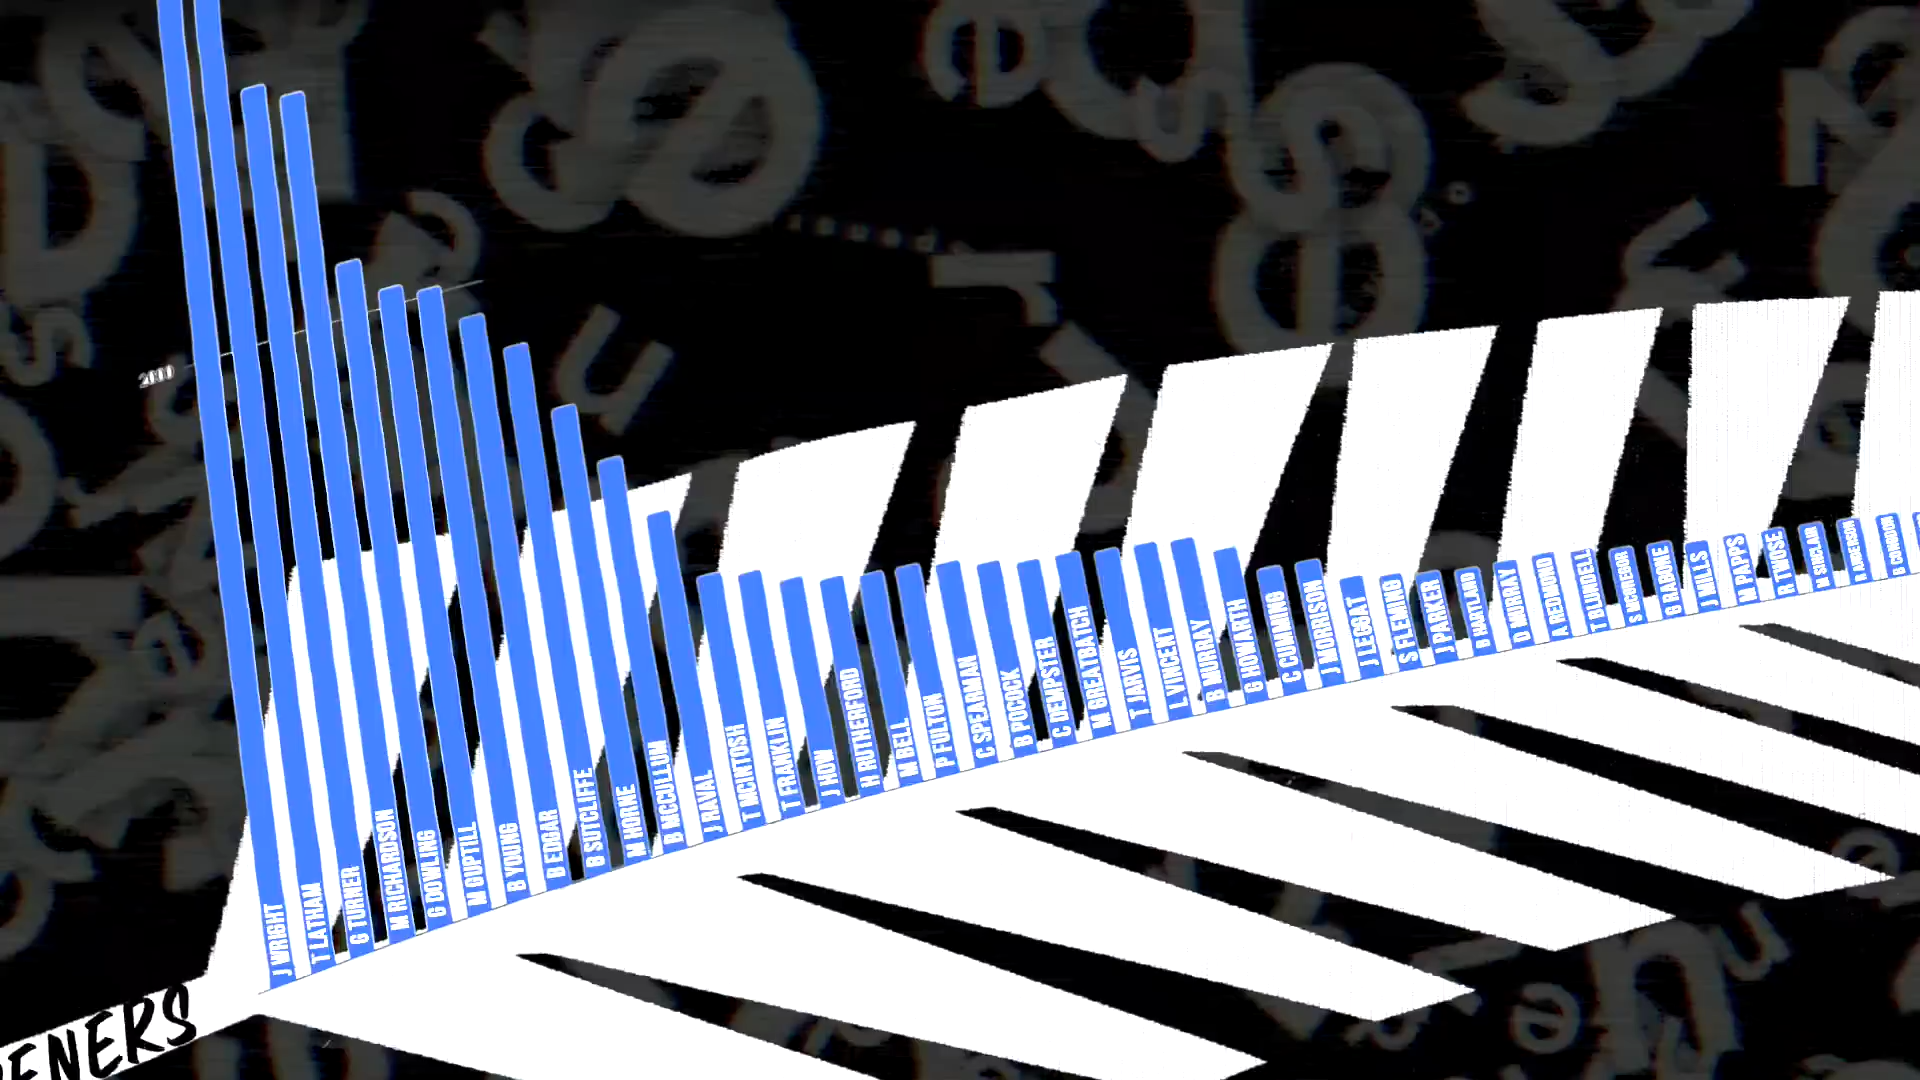 2000
J WRIGHT
T LATHAM
G TURNER
M RICHARDSON
G DOWLING
M GUPTILL
B YOUNG
B EDGAR
B SUTCLIFFE
M HORNE
B MCCULLUM
J RAVAL
T MCINTOSH
T FRANKLIN
J HOW
H RUTHERFORD
M BELL
P FULTON
C SPEARMAN
B POCOCK
C DEMPSTER
M GREATBATCH
T JARVIS
L VINCENT
B MURRAY
G HOWARTH
C CUMMING
J MORRISON
J LEGGAT
S FLEMING
J PARKER
B HARTLAND
D MURRAY
A REDMOND
T BLUNDELL
S MCGREGOR
G RABONE
J MILLS
M PAPPS
R TWOSE
M SINCLAIR
R ANDERSON
B CONGDON
ENERS